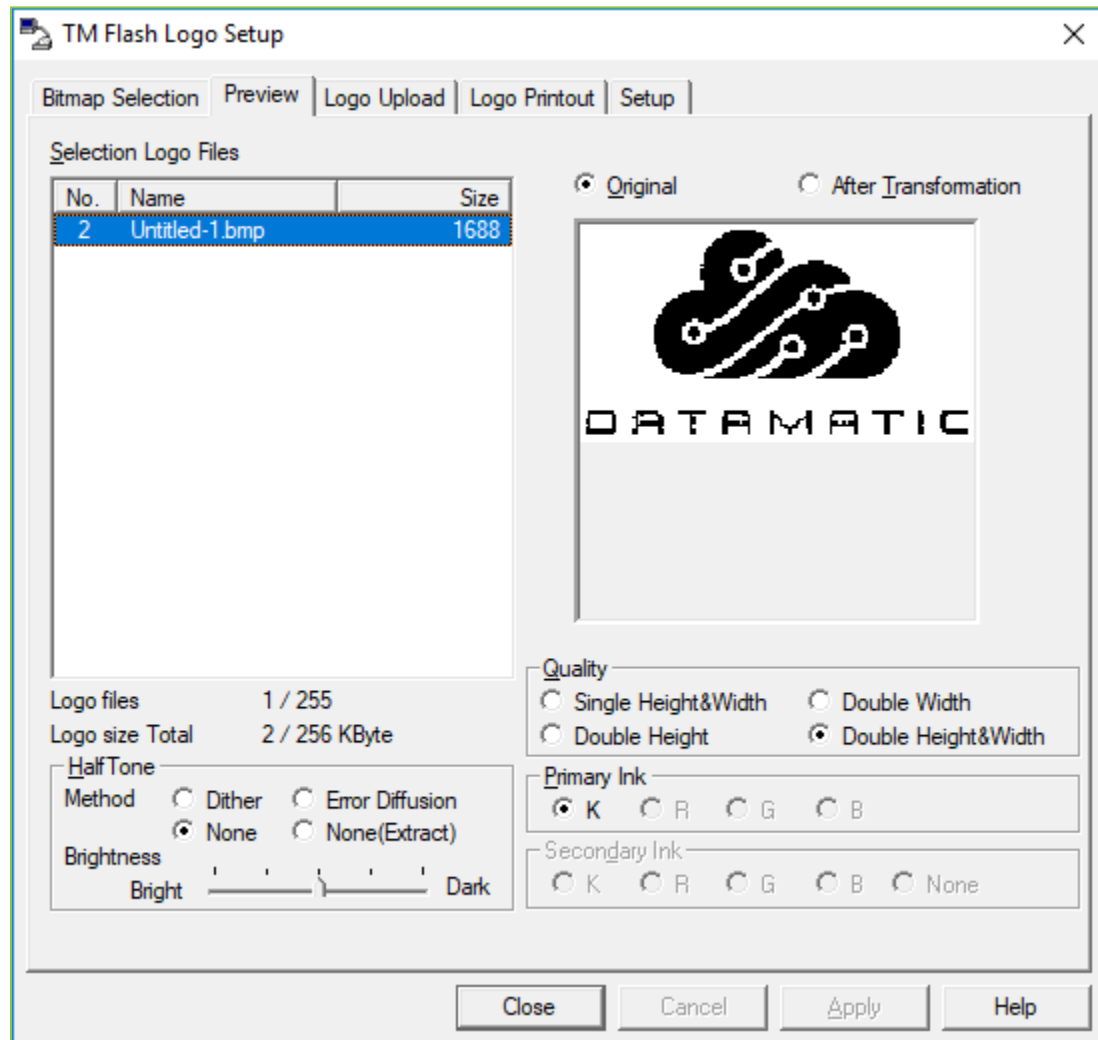 TM Flash Logo Setup
Bitmap Selection Preview Logo Upload Logo Printout Setup
Selection Logo Files
No. Name Size
2 Untitled-1.bmp 1688
Original After Transformation
DATAMATIC
Logo files 1 / 255
Logo size Total 2 / 256 KByte
HalfTone
Method Dither Error Diffusion
None None(Extract)
Brightness
Bright Dark
Quality
Single Height&Width Double Width
Double Height Double Height&Width
Primary Ink
K R G B
Secondary Ink
K R G B None
Close Cancel Apply Help